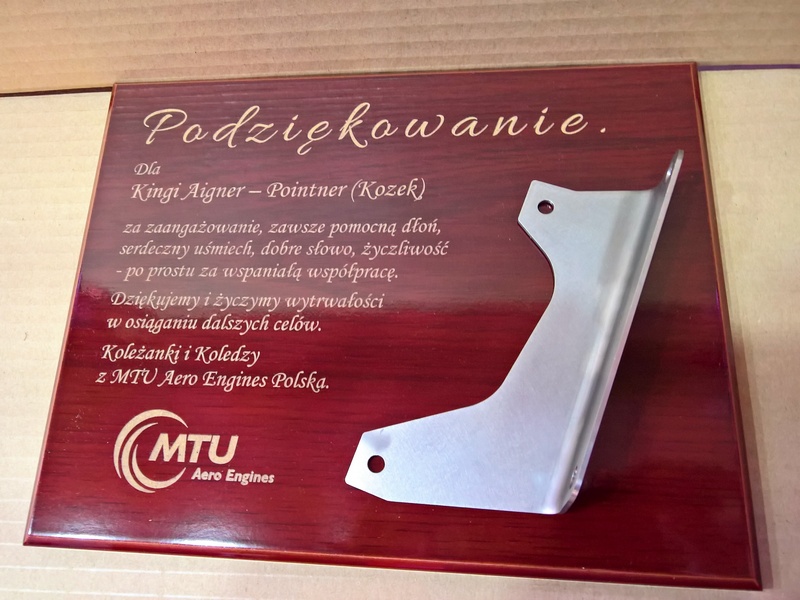 Podziękowanie.
Dla
Kingi Aigner – Pointner (Kozek)
za zaangażowanie, zawsze pomocną dłoń,
serdeczny uśmiech, dobre słowo, życzliwość
- po prostu za wspaniałą współpracę.
Dziękujemy i życzymy wytrwałości
w osiąganiu dalszych celów.
Koleżanki i Koledzy
z MTU Aero Engines Polska.
MTU
Aero Engines